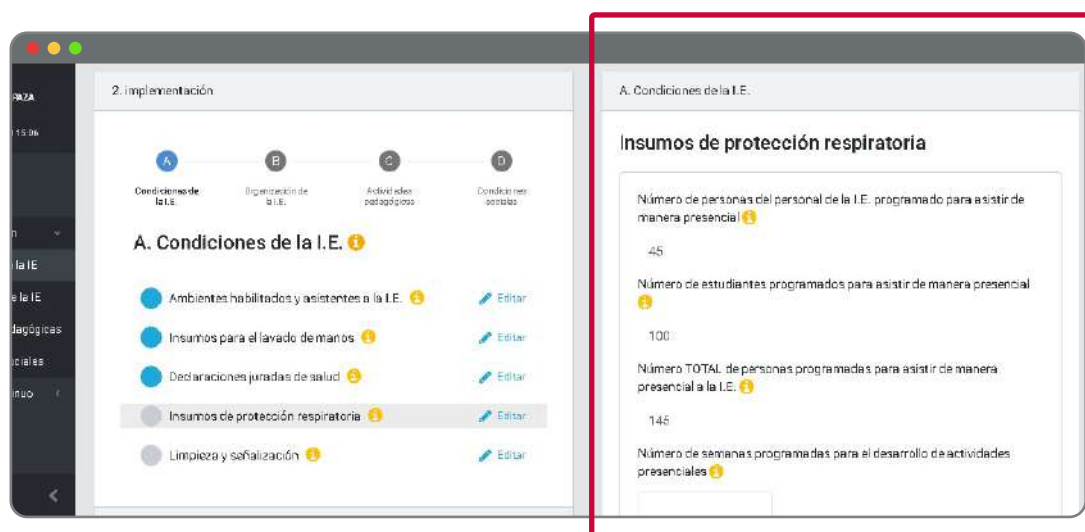 PAZA
15:06
la IE
e la IE
dagógicas
ociales
inuo
2. implementación
A B C D
Condiciones de
la I.E.
Organización de
la I.E.
Actividades
pedagógicas
Condiciones
sociales
A. Condiciones de la I.E.
Ambientes habilitados y asistentes a la I.E. Editar
Insumos para el lavado de manos Editar
Declaraciones juradas de salud Editar
Insumos de protección respiratoria Editar
Limpieza y señalización Editar
A. Condiciones de la I.E.
Insumos de protección respiratoria
Número de personas del personal de la I.E. programado para asistir de
manera presencial
45
Número de estudiantes programados para asistir de manera presencial
100
Número TOTAL de personas programadas para asistir de manera
presencial a la I.E.
145
Número de semanas programadas para el desarrollo de actividades
presenciales